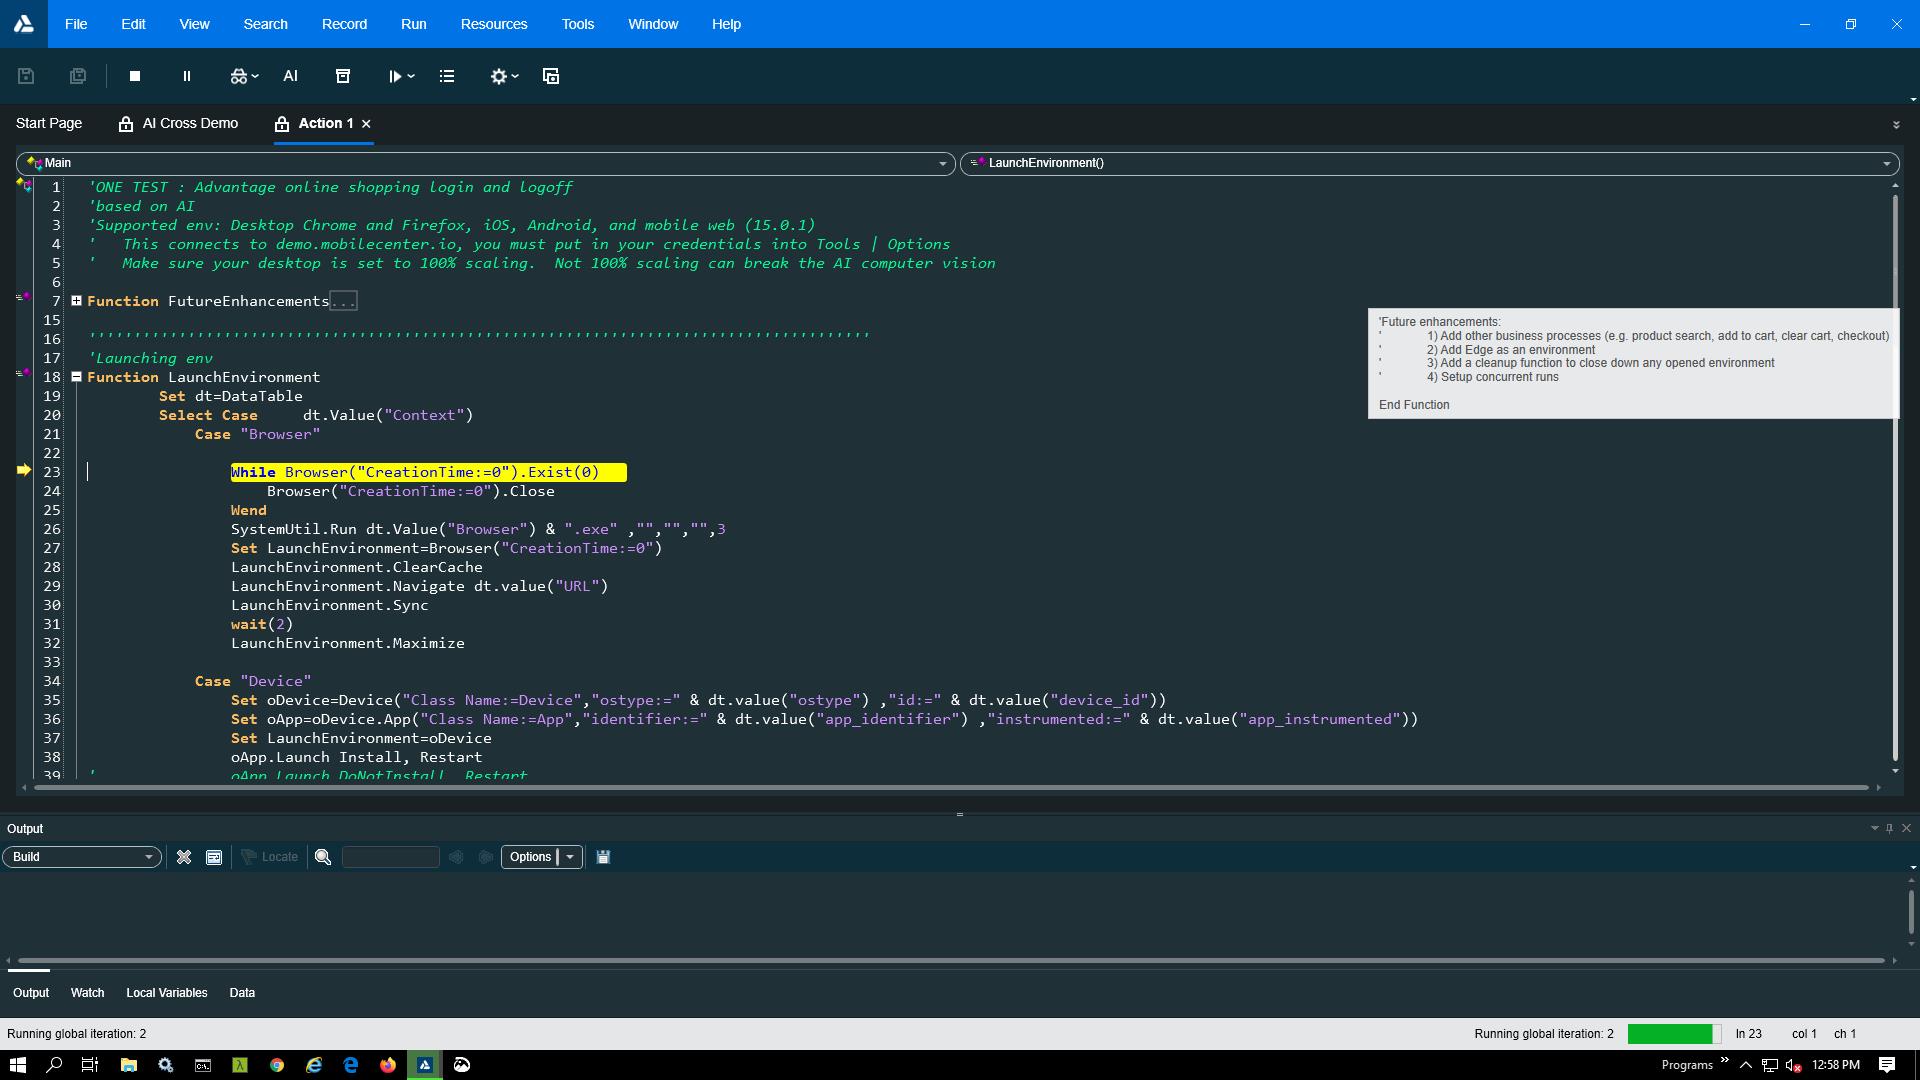 File Edit View Search Record Run Resources Tools Window Help
AI
Start Page AI Cross Demo Action 1
Main LaunchEnvironment()
1 'ONE TEST : Advantage online shopping login and logoff
2 'based on AI
3 'Supported env: Desktop Chrome and Firefox, iOS, Android, and mobile web (15.0.1)
4 '   This connects to demo.mobilecenter.io, you must put in your credentials into Tools | Options
5 '   Make sure your desktop is set to 100% scaling.  Not 100% scaling can break the AI computer vision
6
7 Function FutureEnhancements...
15
16 '''''''''''''''''''''''''''''''''''''''''''''''''''''''''''''''''''''''''''''''''''''''
17 'Launching env
18 Function LaunchEnvironment
19 Set dt=DataTable
20 Select Case     dt.Value("Context")
21 Case "Browser"
22
23 While Browser("CreationTime:=0").Exist(0)
24 Browser("CreationTime:=0").Close
25 Wend
26 SystemUtil.Run dt.Value("Browser") & ".exe" ,"","","",3
27 Set LaunchEnvironment=Browser("CreationTime:=0")
28 LaunchEnvironment.ClearCache
29 LaunchEnvironment.Navigate dt.value("URL")
30 LaunchEnvironment.Sync
31 wait(2)
32 LaunchEnvironment.Maximize
33
34 Case "Device"
35 Set oDevice=Device("Class Name:=Device","ostype:=" & dt.value("ostype") ,"id:=" & dt.value("device_id"))
36 Set oApp=oDevice.App("Class Name:=App","identifier:=" & dt.value("app_identifier") ,"instrumented:=" & dt.value("app_instrumented"))
37 Set LaunchEnvironment=oDevice
38 oApp.Launch Install, Restart
39 ' oApp.Launch DoNotInstall, Restart
'Future enhancements:
' 1) Add other business processes (e.g. product search, add to cart, clear cart, checkout)
' 2) Add Edge as an environment
' 3) Add a cleanup function to close down any opened environment
' 4) Setup concurrent runs
End Function
Output
Build Locate Options
Output Watch Local Variables Data
Running global iteration: 2 Running global iteration: 2 ln 23 col 1 ch 1
Programs 12:58 PM